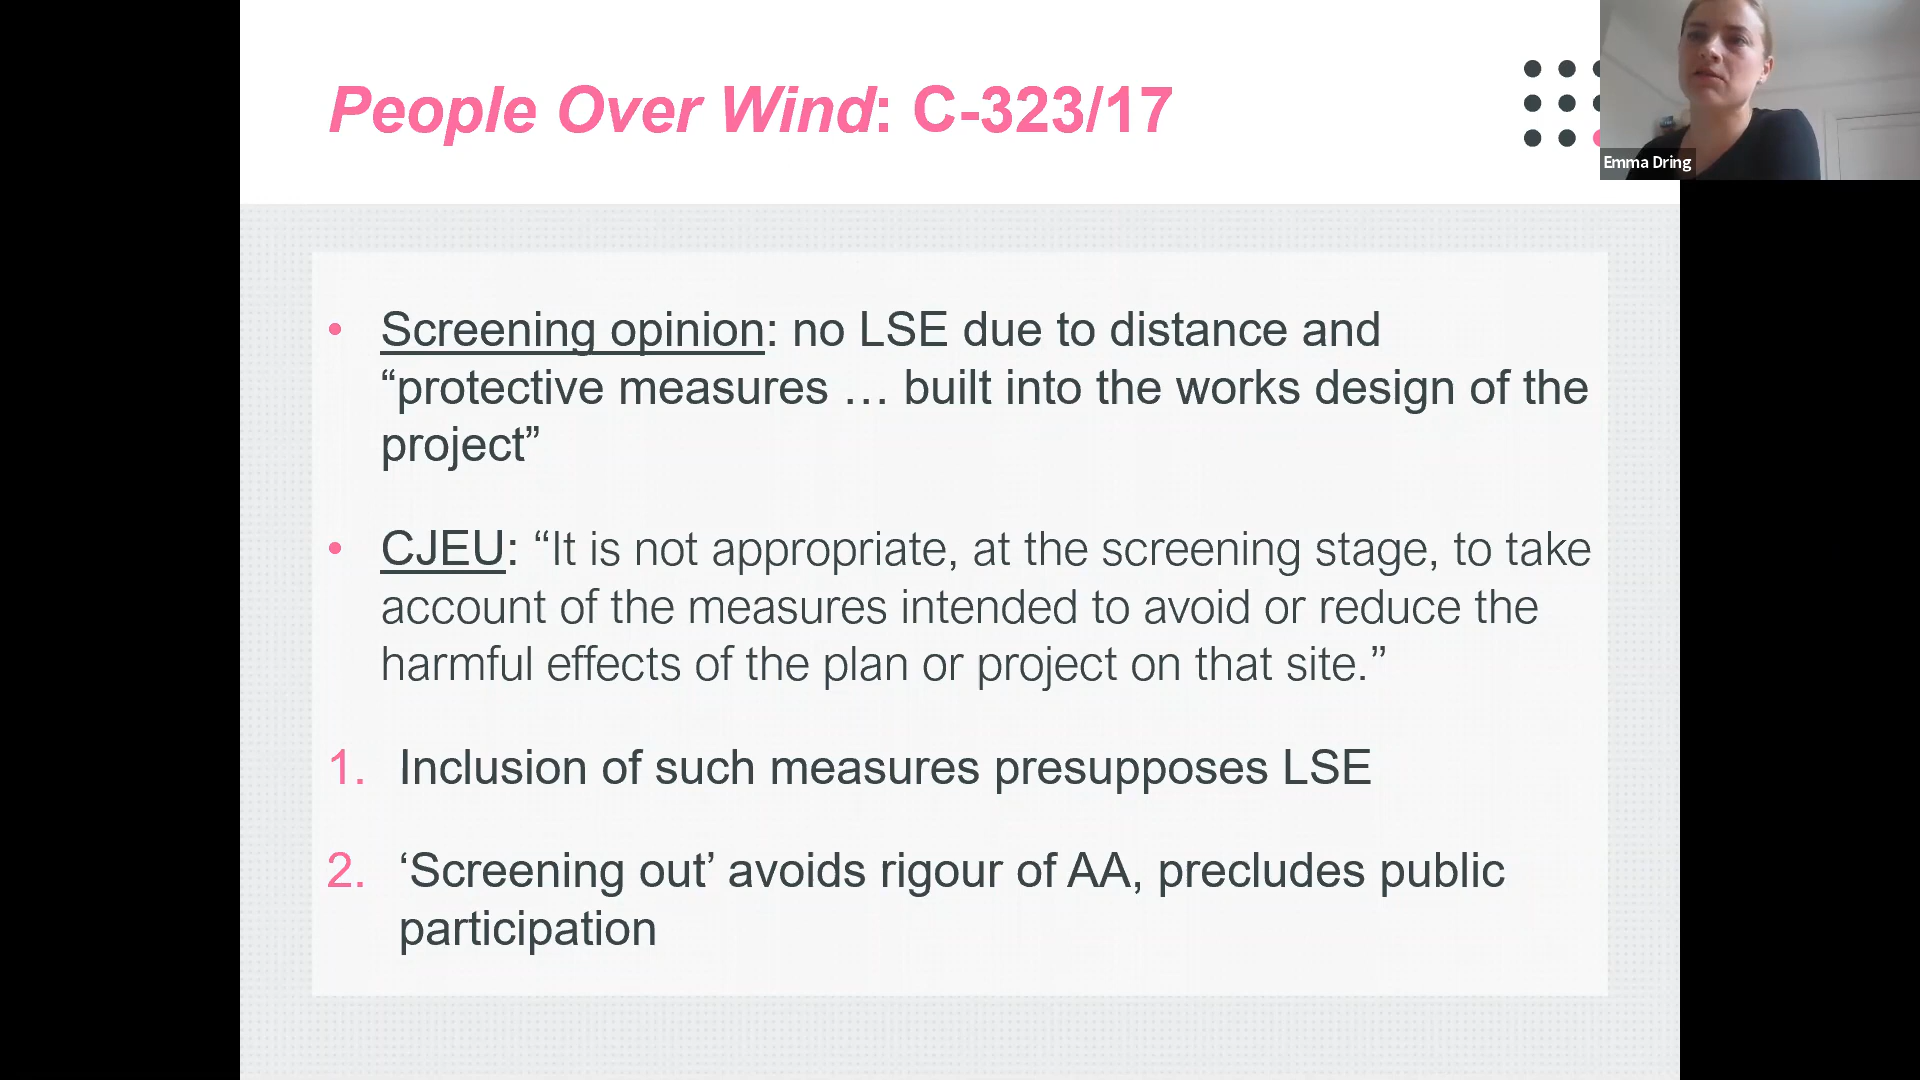 People Over Wind: C-323/17
Emma Dring
• Screening opinion: no LSE due to distance and
“protective measures … built into the works design of the
project”
• CJEU: “It is not appropriate, at the screening stage, to take
account of the measures intended to avoid or reduce the
harmful effects of the plan or project on that site.”
1. Inclusion of such measures presupposes LSE
2. ‘Screening out’ avoids rigour of AA, precludes public
participation